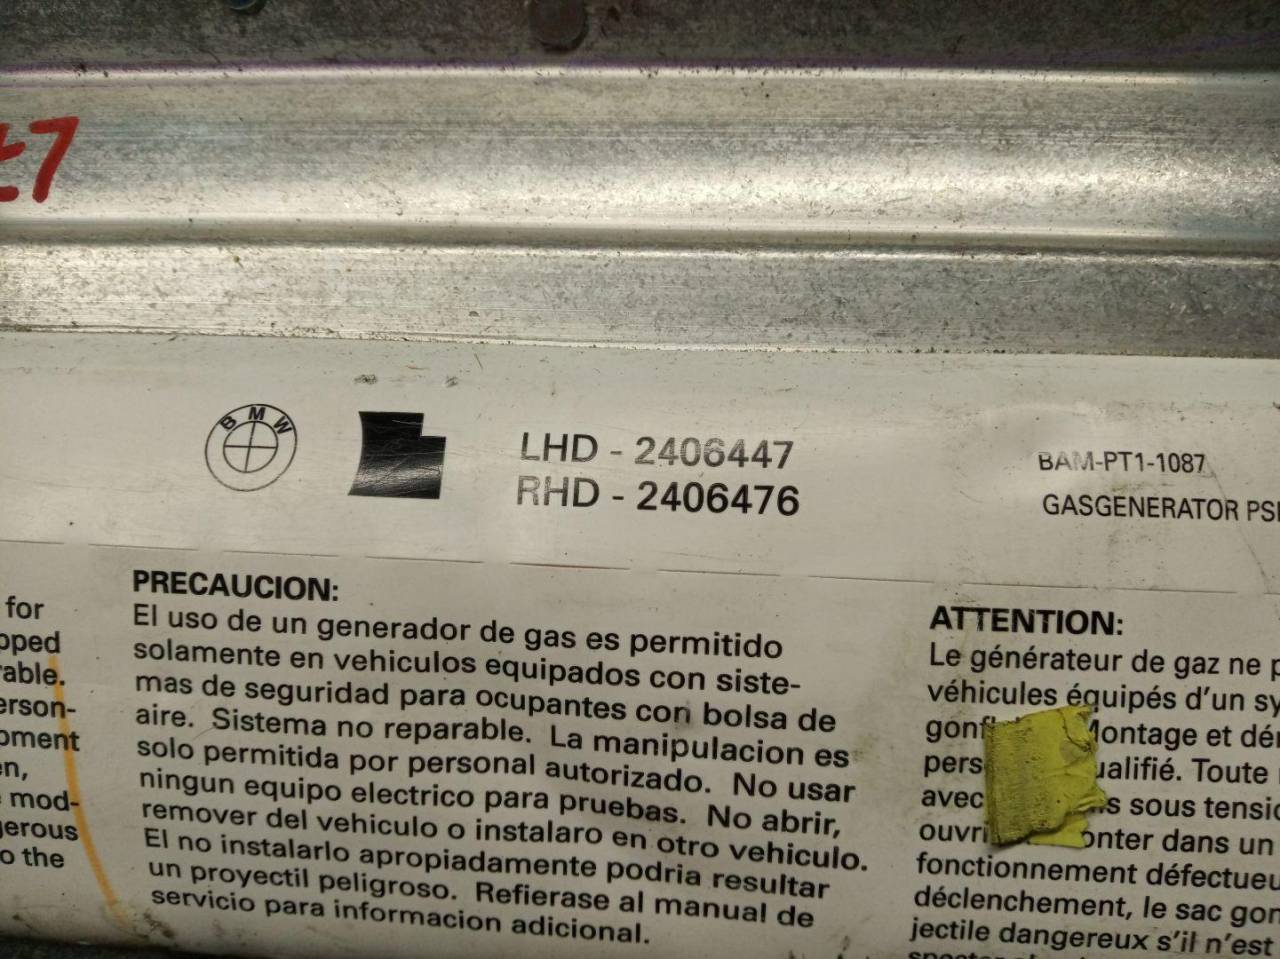 t7
BMW
LHD - 2406447
RHD - 2406476
BAM-PT1-1087
GASGENERATOR
for
rable.
to the
PRECAUCION:
El uso de un generador de gas es permitido
solamente en vehiculos equipados con siste-
mas de seguridad para ocupantes con bolsa de
aire. Sistema no reparable. La manipulacion es
solo permitida por personal autorizado. No usar
ningun equipo electrico para pruebas. No abrir,
remover del vehiculo o instalaro en otro vehiculo.
El no instalarlo apropiadamente podria resultar
un proyectil peligroso. Refierase al manual de
servicio para informacion adicional.
ATTENTION:
Le générateur de gaz ne
véhicules équipés d'un
Montage et
ualifié. Toute
avec sous
onter dans un
fonctionnement
déclenchement, le sac
jectile dangereux s'il n'est